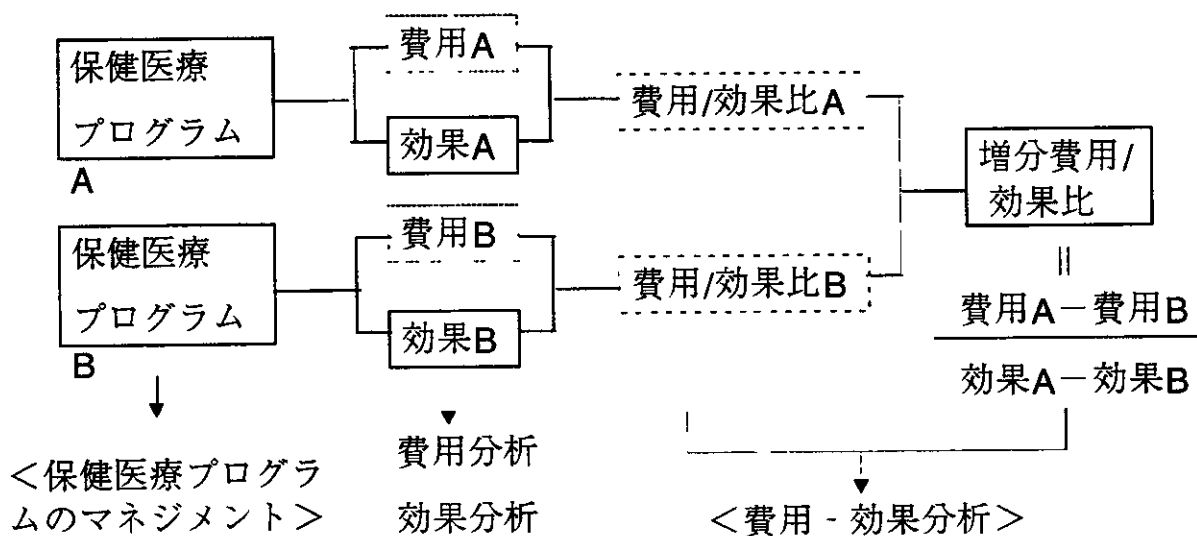 保健医療
プログラム
A
費用A
効果A
費用/効果比A
保健医療
プログラム
B
費用B
効果B
費用/効果比B
増分費用/
効果比
||
費用A－費用B
効果A－効果B
＜保健医療プログラ
ムのマネジメント＞
費用分析
効果分析
＜費用 - 効果分析＞